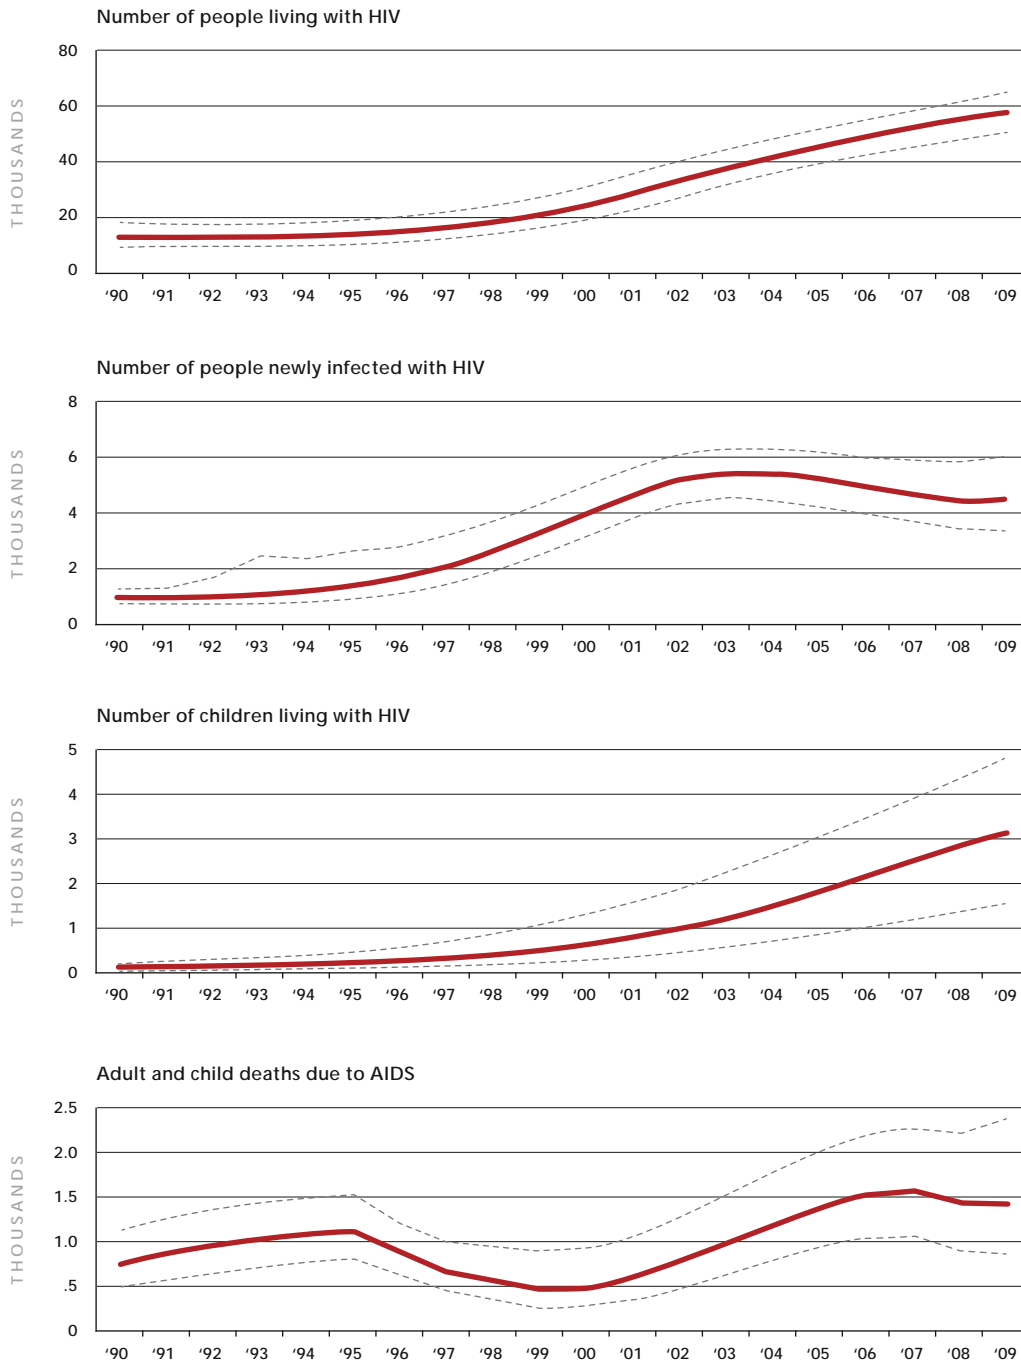 Number of people living with HIV
80
60
40
20
0
THOUSANDS
‘90 ‘91 ‘92 ‘93 ‘94 ‘95 ‘96 ‘97 ‘98 ‘99 ‘00 ‘01 ‘02 ‘03 ‘04 ‘05 ‘06 ‘07 ‘08 ‘09
Number of people newly infected with HIV
8
6
4
2
0
THOUSANDS
‘90 ‘91 ‘92 ‘93 ‘94 ‘95 ‘96 ‘97 ‘98 ‘99 ‘00 ‘01 ‘02 ‘03 ‘04 ‘05 ‘06 ‘07 ‘08 ‘09
Number of children living with HIV
5
4
3
2
1
0
THOUSANDS
‘90 ‘91 ‘92 ‘93 ‘94 ‘95 ‘96 ‘97 ‘98 ‘99 ‘00 ‘01 ‘02 ‘03 ‘04 ‘05 ‘06 ‘07 ‘08 ‘09
Adult and child deaths due to AIDS
2.5
2.0
1.5
1.0
.5
0
THOUSANDS
‘90 ‘91 ‘92 ‘93 ‘94 ‘95 ‘96 ‘97 ‘98 ‘99 ‘00 ‘01 ‘02 ‘03 ‘04 ‘05 ‘06 ‘07 ‘08 ‘09